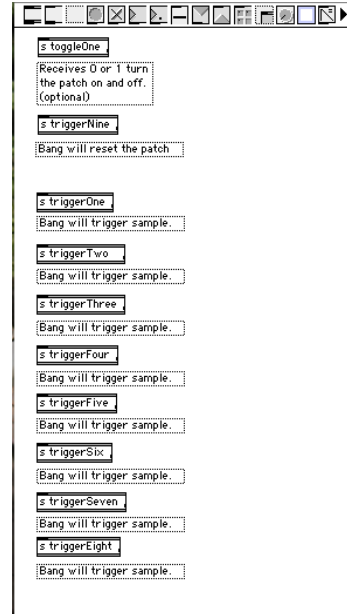 s toggleOne
Receives 0 or 1 turn
the patch on and off.
(optional)
s triggerNine
Bang will reset the patch
s triggerOne
Bang will trigger sample.
s triggerTwo
Bang will trigger sample.
s triggerThree
Bang will trigger sample.
s triggerFour
Bang will trigger sample.
s triggerFive
Bang will trigger sample.
s triggerSix
Bang will trigger sample.
s triggerSeven
Bang will trigger sample.
s triggerEight
Bang will trigger sample.